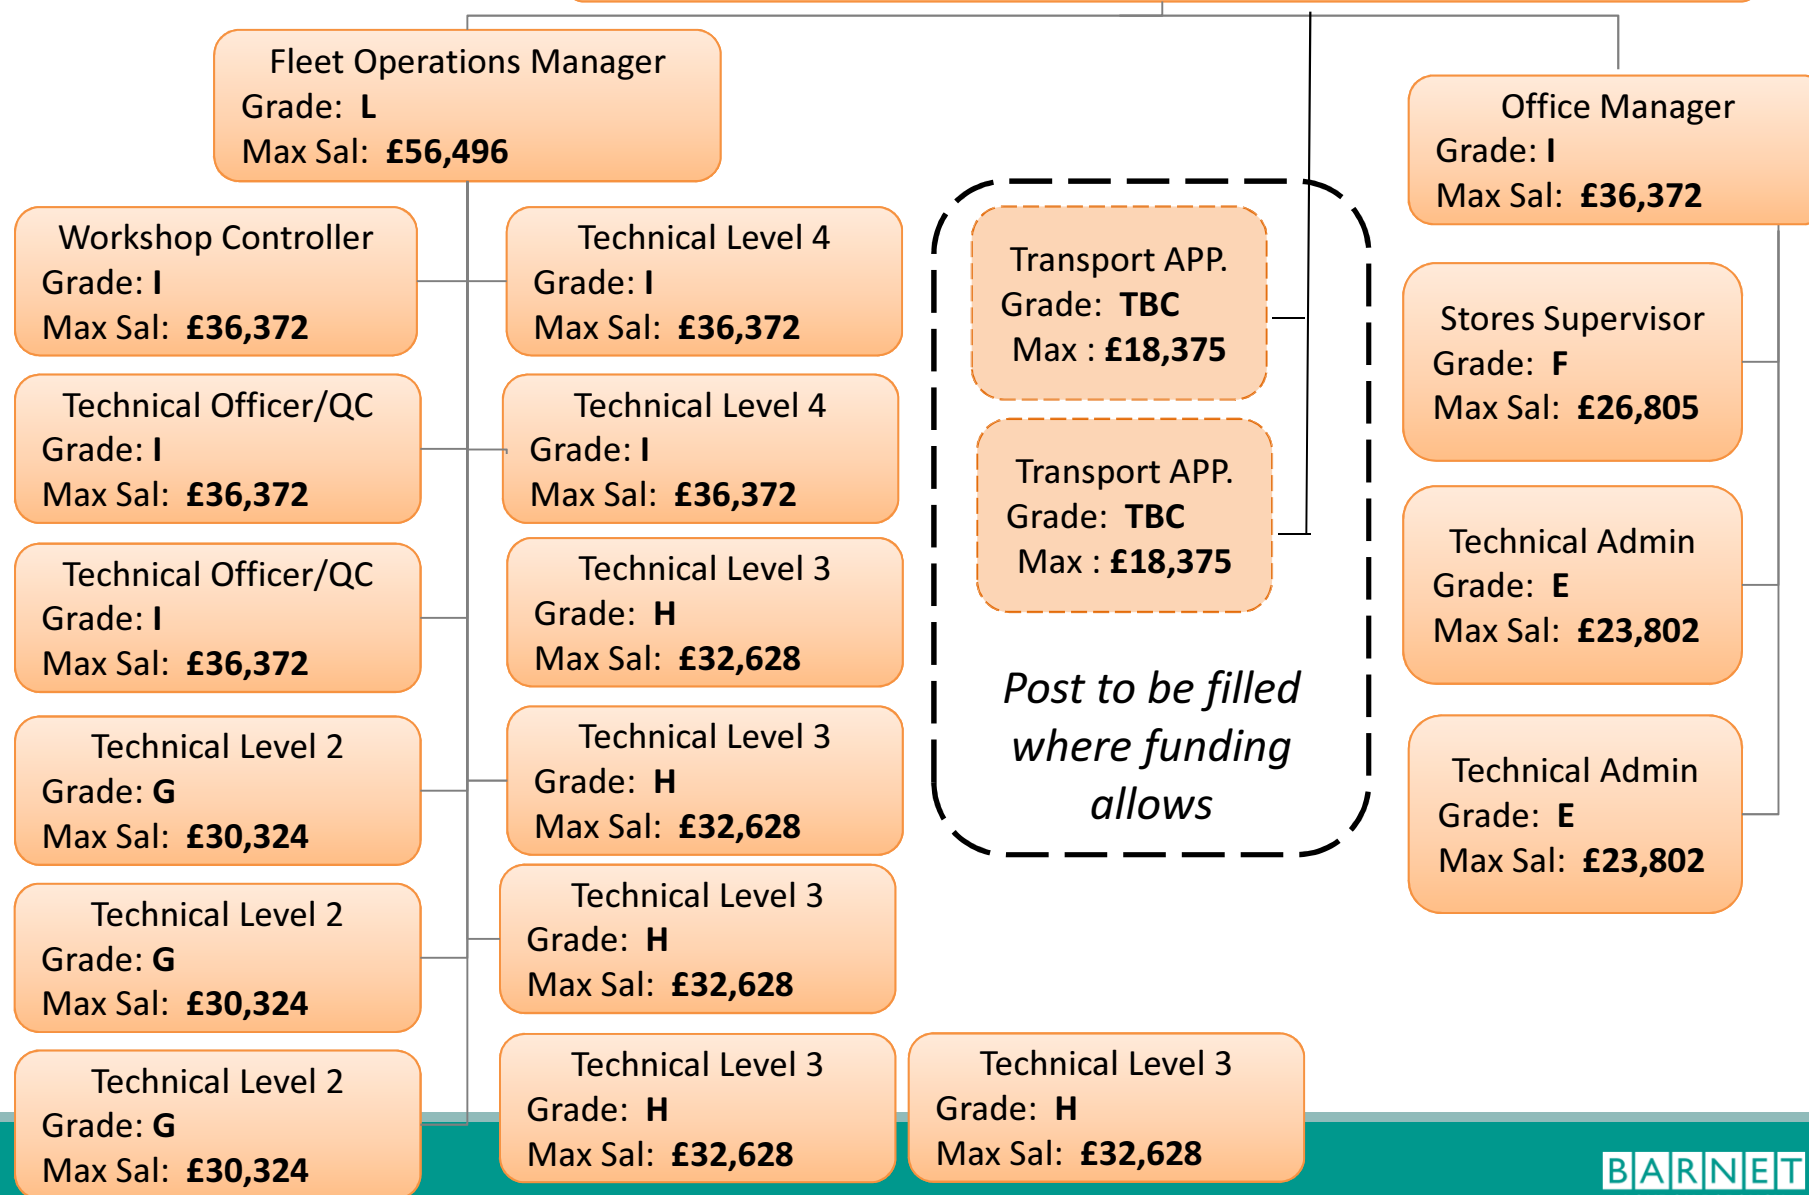 Fleet Operations Manager
Grade: L
Max Sal: £56,496
Workshop Controller
Grade: I
Max Sal: £36,372
Technical Officer/QC
Grade: I
Max Sal: £36,372
Technical Officer/QC
Grade: I
Max Sal: £36,372
Technical Level 2
Grade: G
Max Sal: £30,324
Technical Level 2
Grade: G
Max Sal: £30,324
Technical Level 2
Grade: G
Max Sal: £30,324
Technical Level 4
Grade: I
Max Sal: £36,372
Technical Level 4
Grade: I
Max Sal: £36,372
Technical Level 3
Grade: H
Max Sal: £32,628
Technical Level 3
Grade: H
Max Sal: £32,628
Technical Level 3
Grade: H
Max Sal: £32,628
Technical Level 3
Grade: H
Max Sal: £32,628
Technical Level 3
Grade: H
Max Sal: £32,628
Transport APP.
Grade: TBC
Max : £18,375
Transport APP.
Grade: TBC
Max : £18,375
Post to be filled
where funding
allows
Office Manager
Grade: I
Max Sal: £36,372
Stores Supervisor
Grade: F
Max Sal: £26,805
Technical Admin
Grade: E
Max Sal: £23,802
Technical Admin
Grade: E
Max Sal: £23,802
BARNET